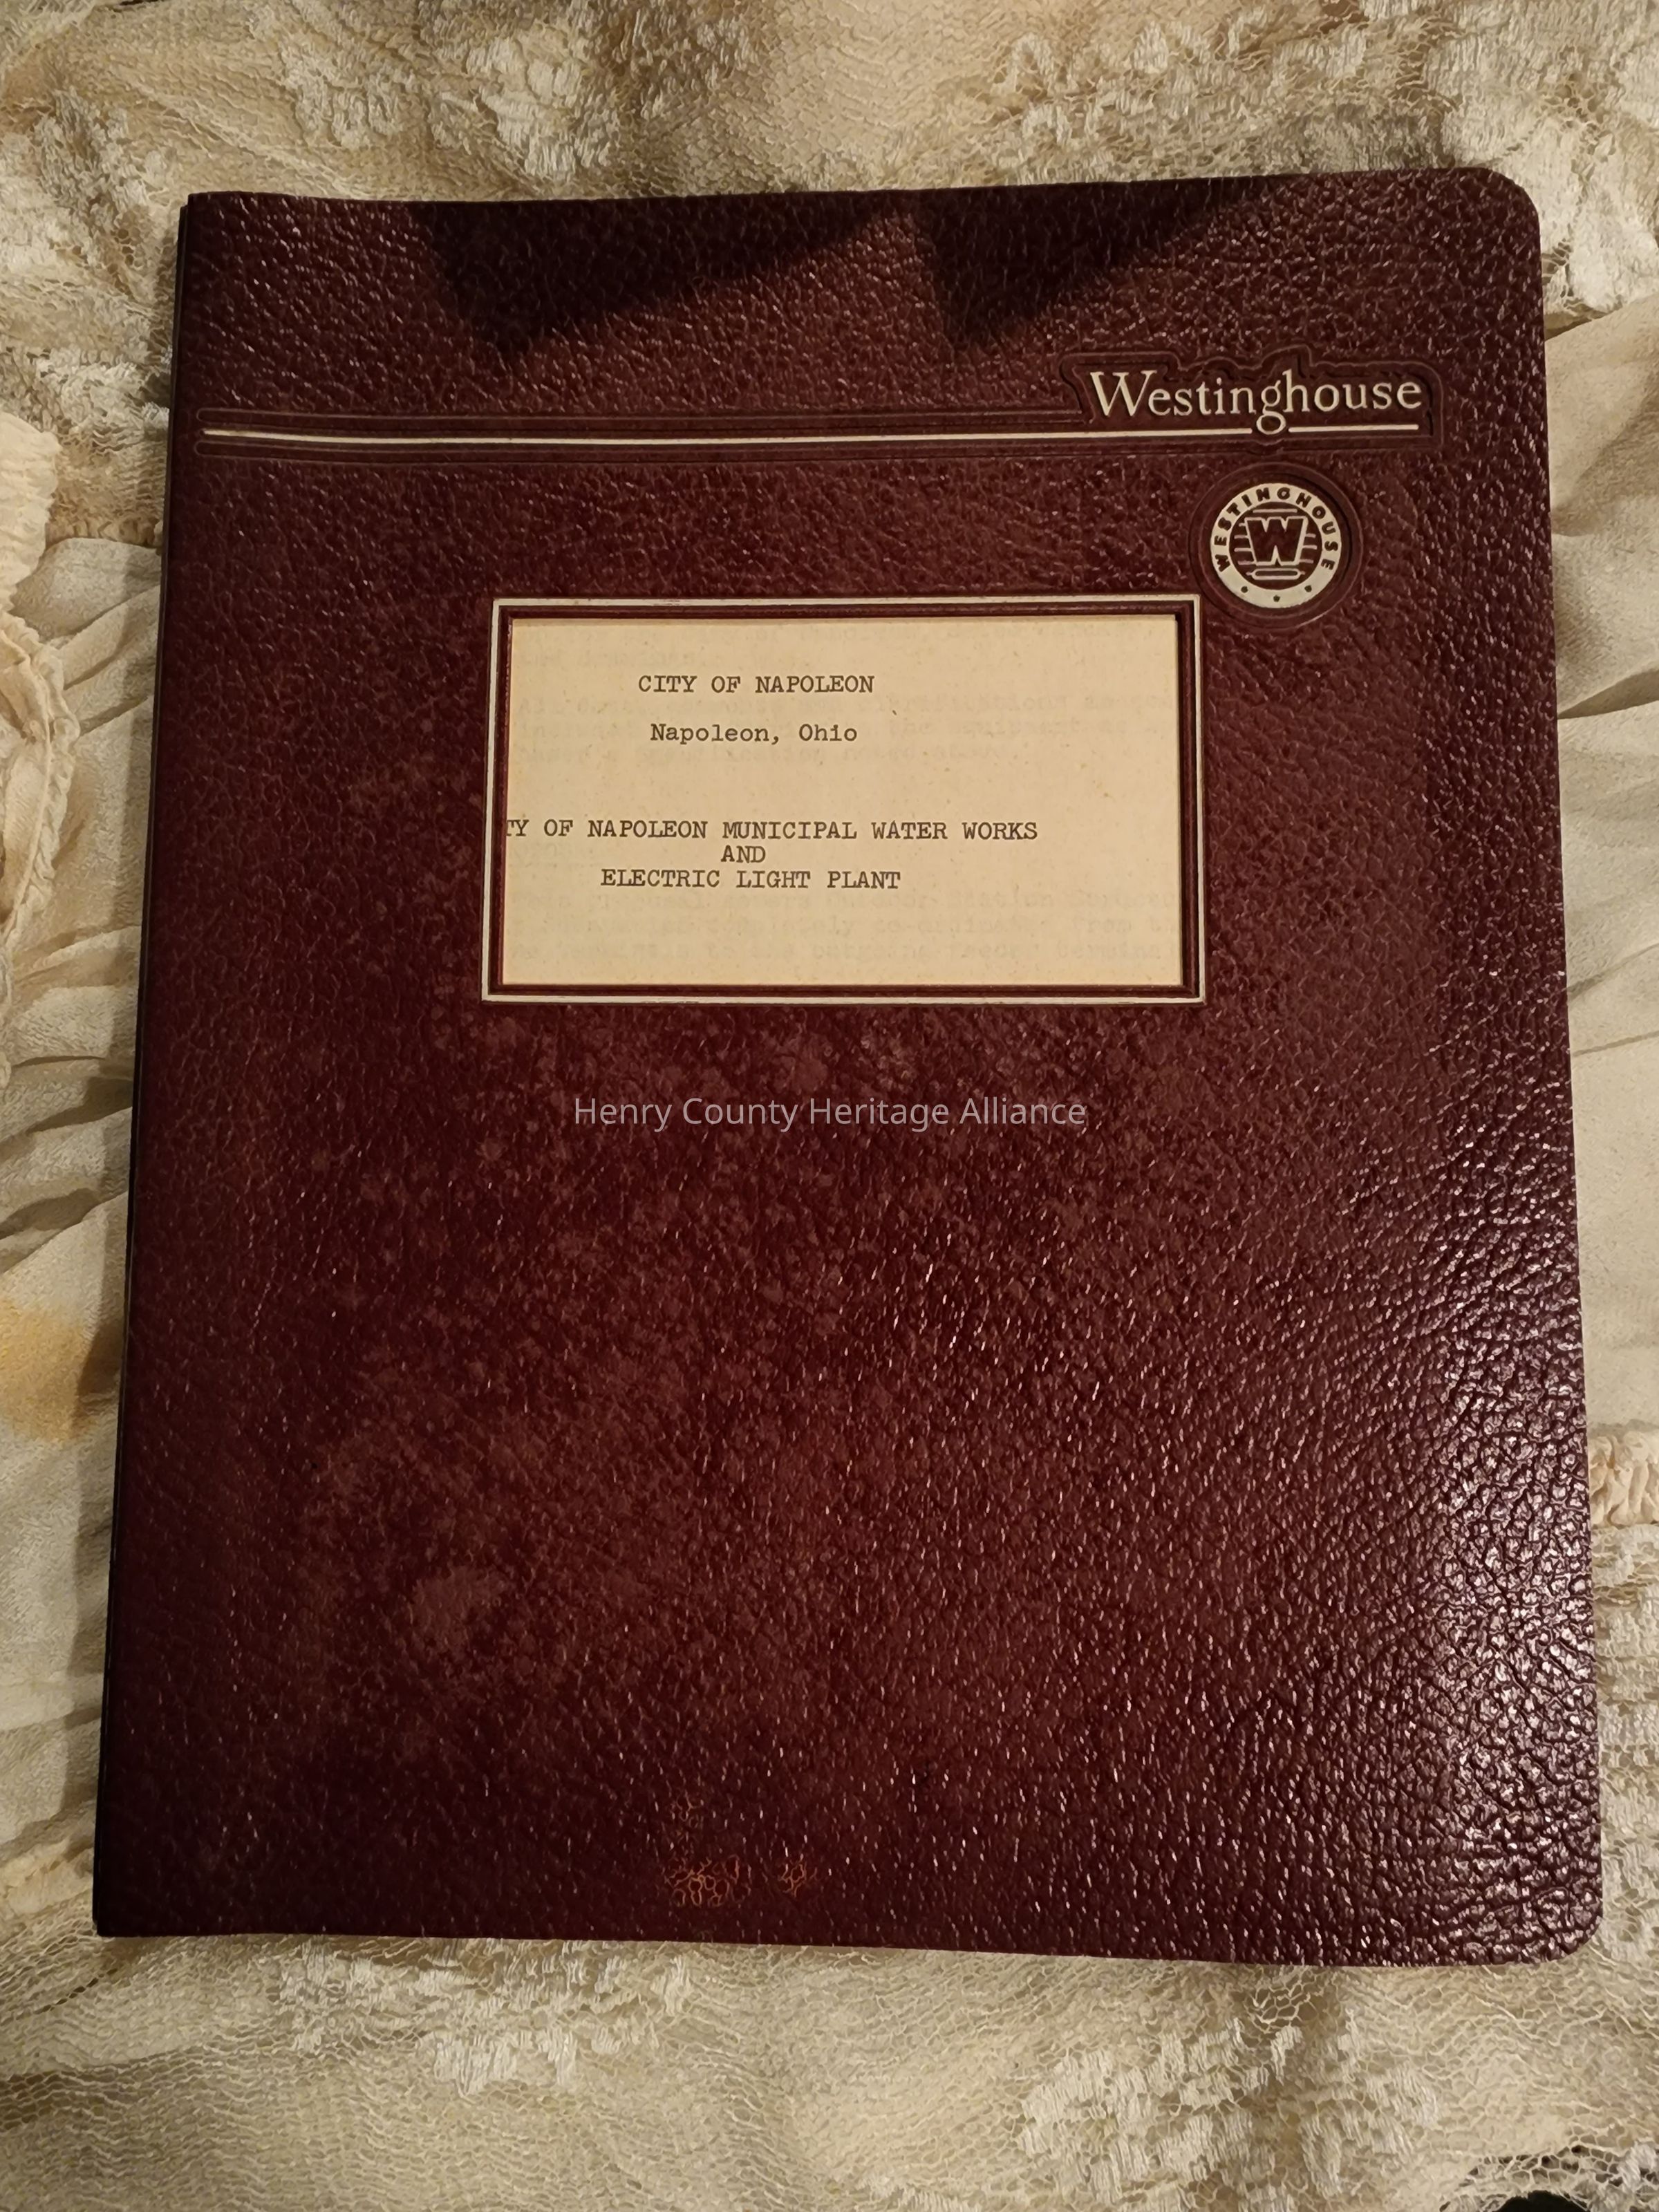 Westinghouse
WESTINGHOUSE
W
CITY OF NAPOLEON
Napoleon, Ohio
TY OF NAPOLEON MUNICIPAL WATER WORKS
AND
ELECTRIC LIGHT PLANT
Henry County Heritage Alliance